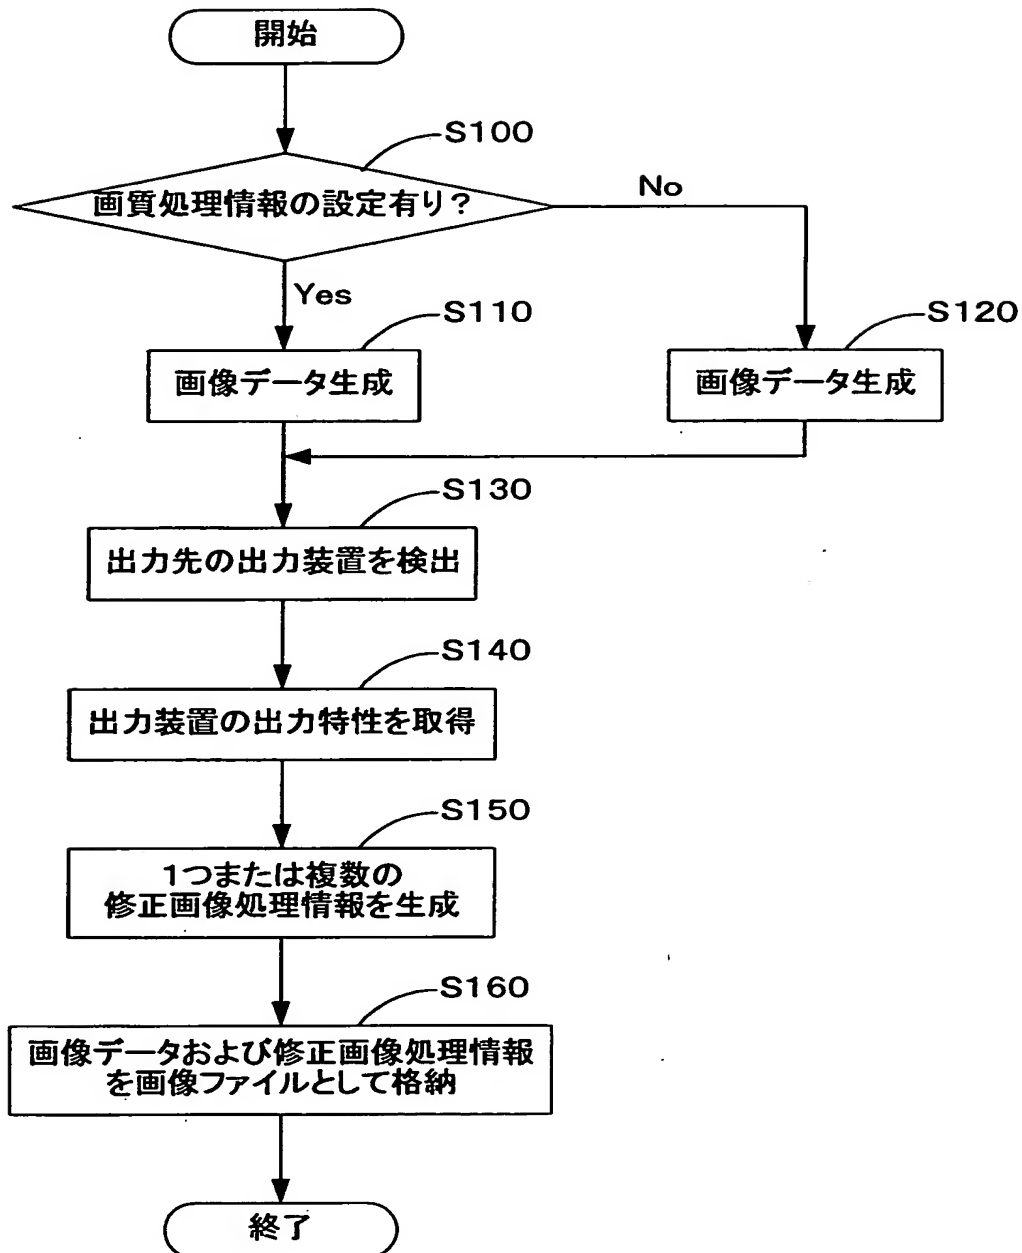 開始
S100
画質処理情報の設定有り?
No
Yes
S110
S120
画像データ生成
画像データ生成
S130
出力先の出力装置を検出
S140
出力装置の出力特性を取得
S150
1つまたは複数の
修正画像処理情報を生成
S160
画像データおよび修正画像処理情報
を画像ファイルとして格納
終了